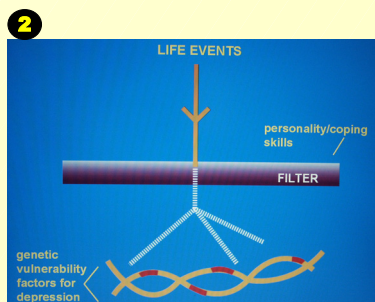 2
LIFE EVENTS
personality/coping
skills
FILTER
genetic
vulnerability
factors for
depression